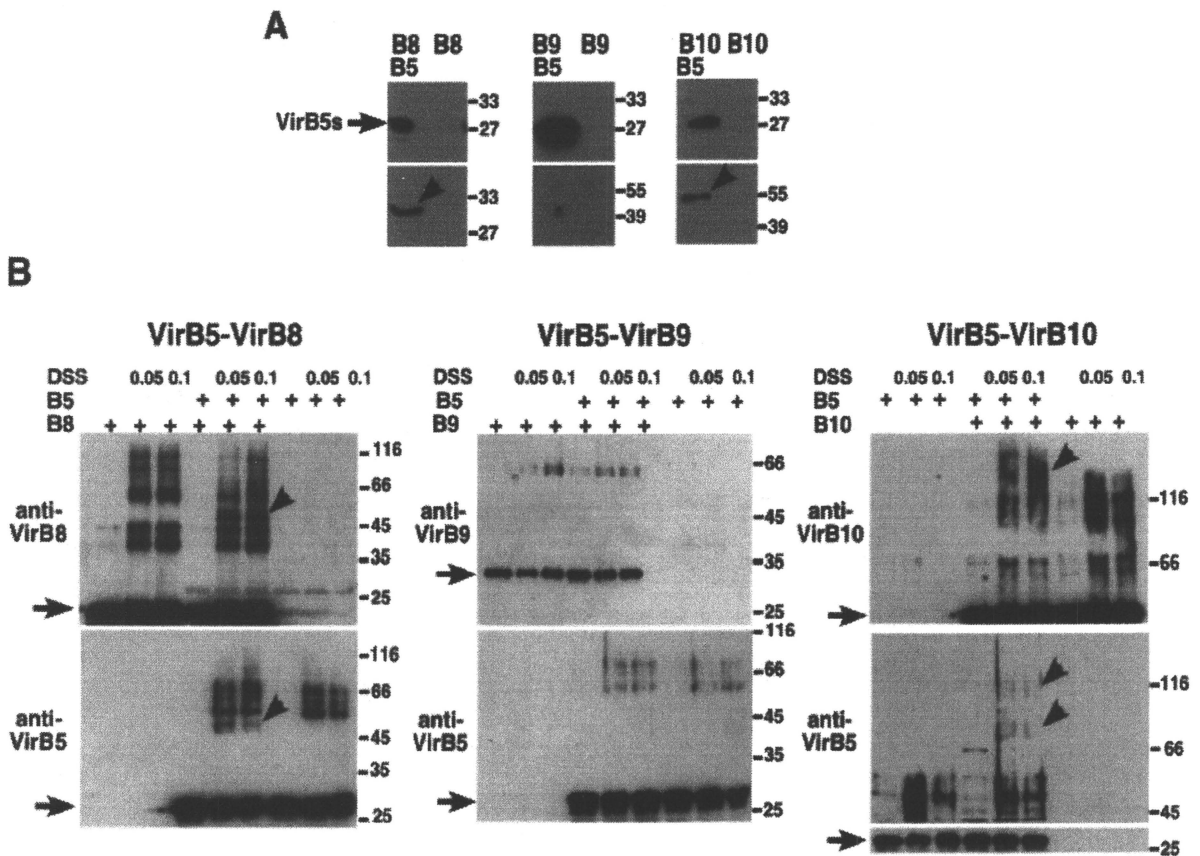 A
B8 B8
B5
B9 B9
B5
B10 B10
B5
VirB5s
-33
-27
-33
-27
-33
-27
-33
-27
-55
-39
-55
-39
B
VirB5-VirB8
DSS 0.05 0.1 0.05 0.1 0.05 0.1
B5 + + + + + +
B8 + + + + + +
anti-VirB8
-116
-66
-45
-35
-25
anti-VirB5
-116
-66
-45
-35
-25
VirB5-VirB9
DSS 0.05 0.1 0.05 0.1 0.05 0.1
B5 + + + + + +
B9 + + + + + +
anti-VirB9
-66
-45
-35
-25
anti-VirB5
-116
-66
-45
-35
-25
VirB5-VirB10
DSS 0.05 0.1 0.05 0.1 0.05 0.1
B5 + + + + + +
B10 + + + + + +
anti-VirB10
-116
-66
anti-VirB5
-116
-66
-45
-25